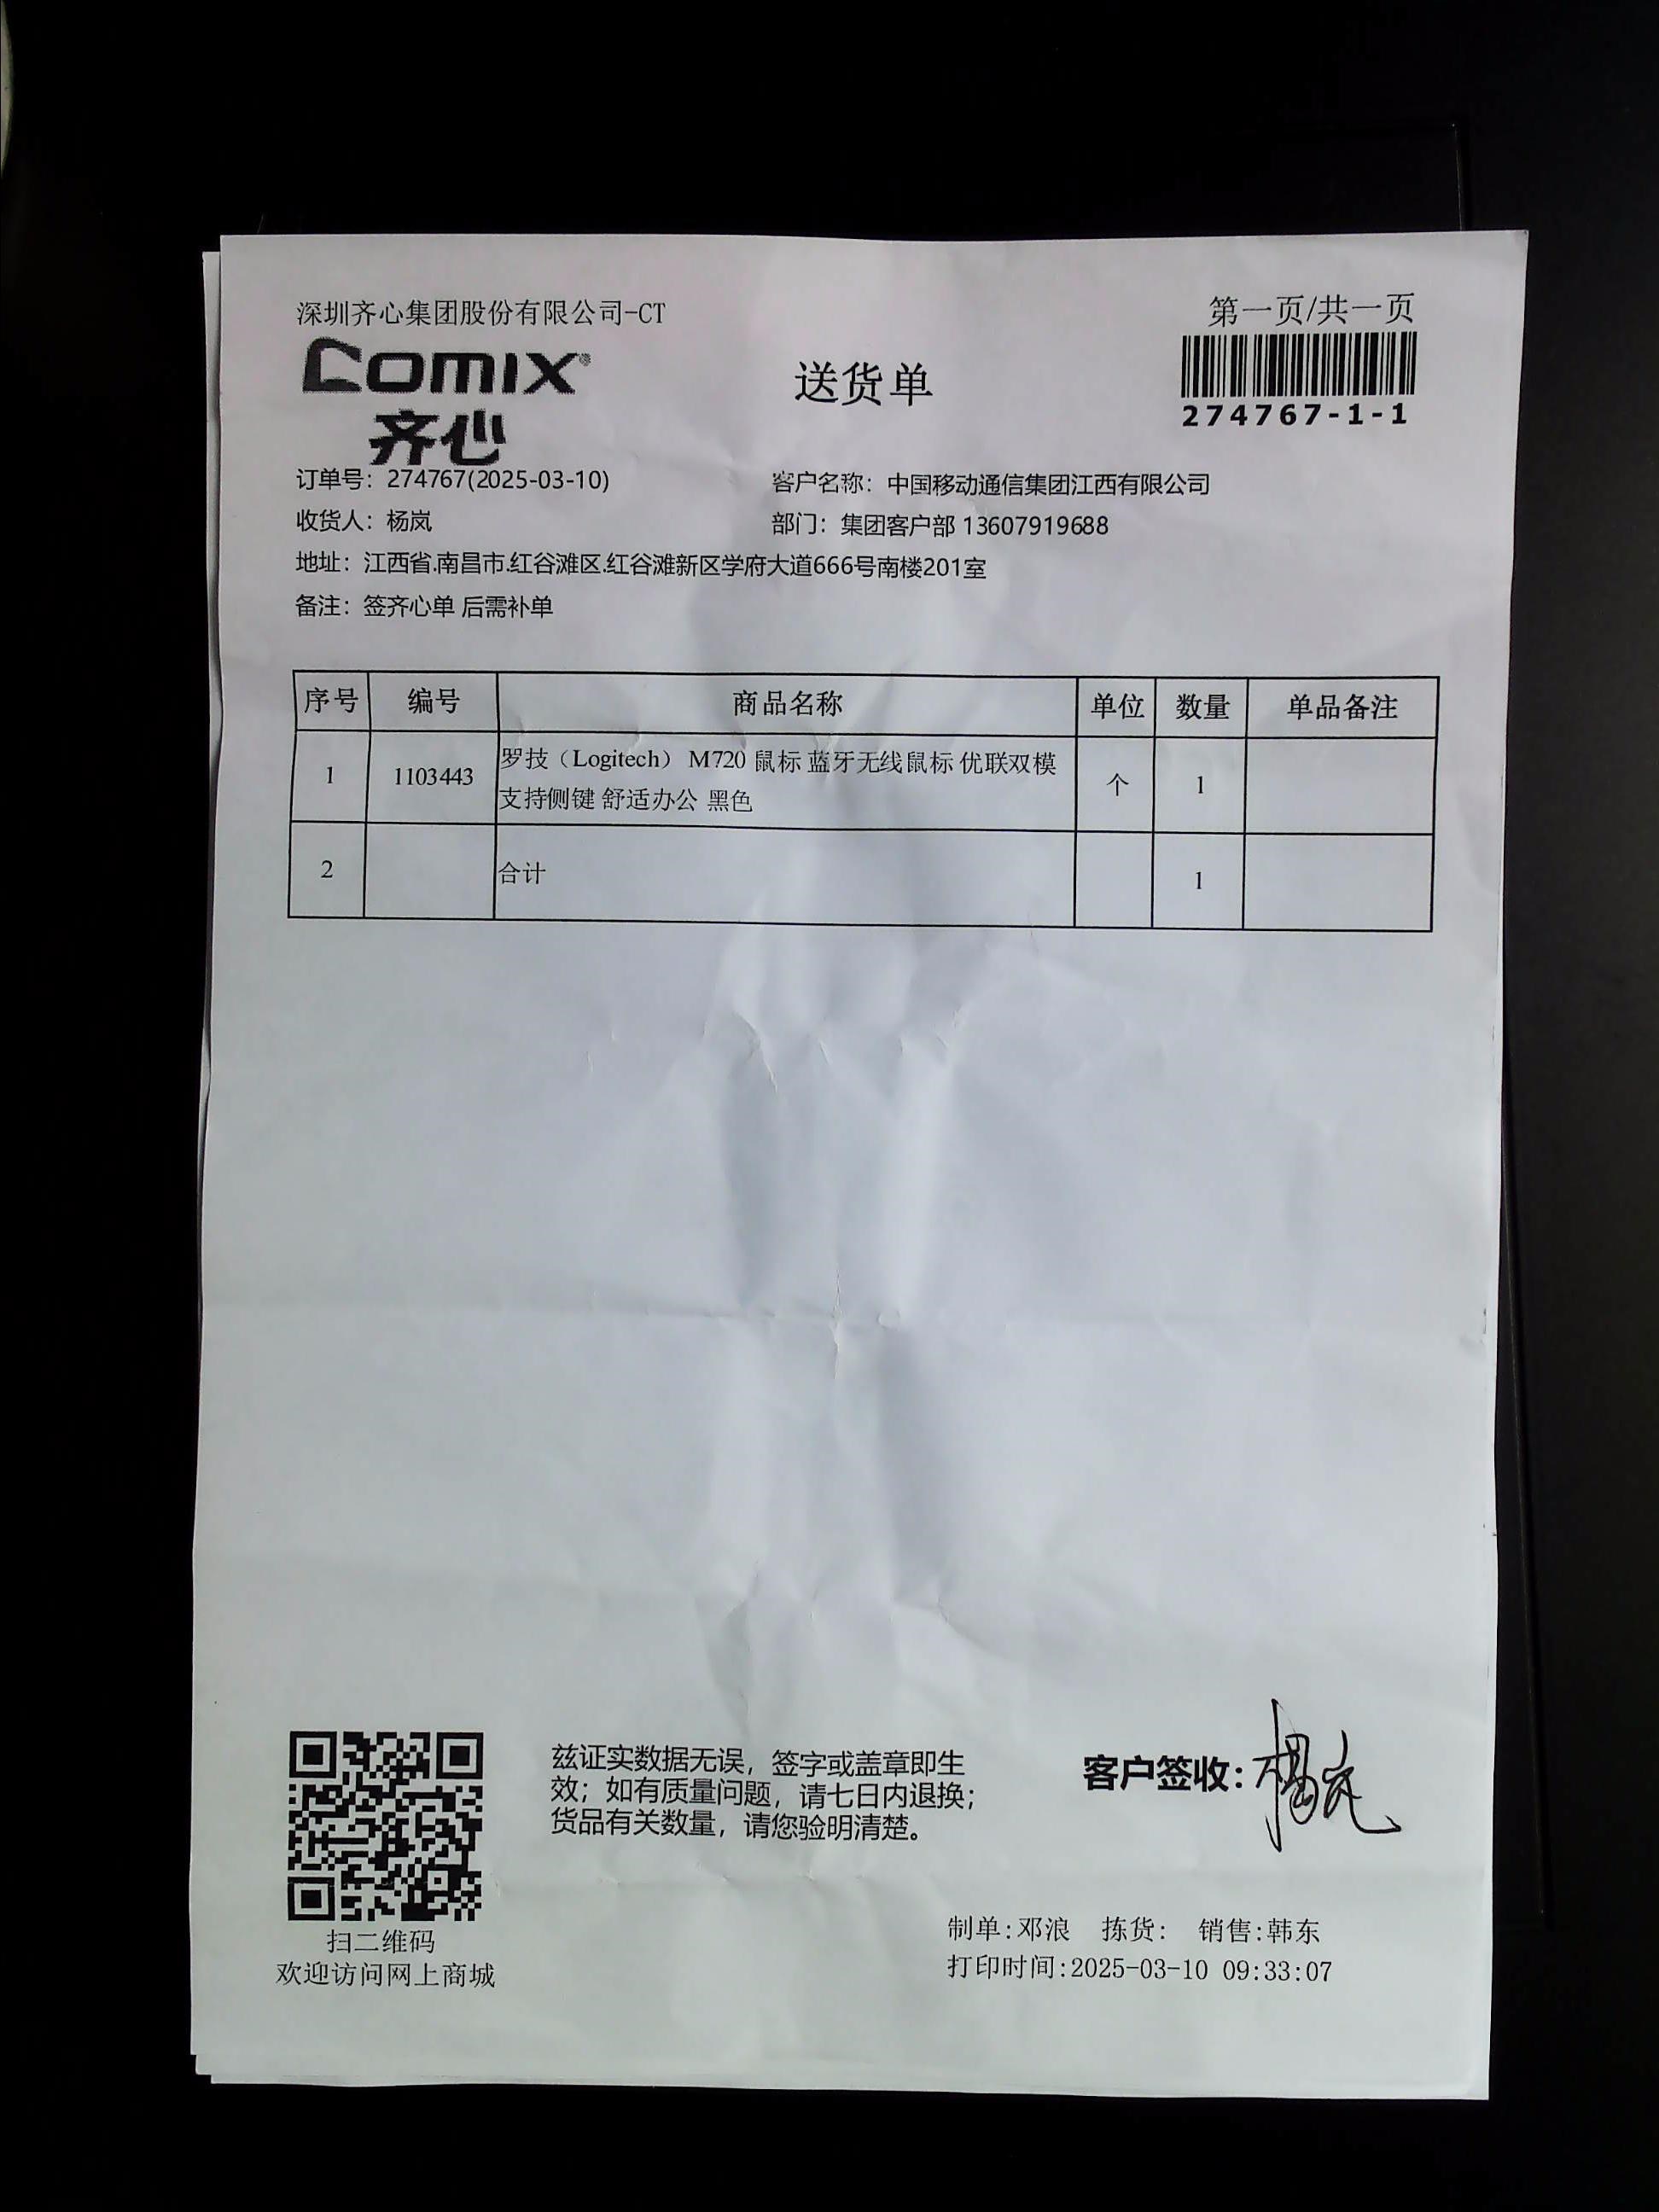 深圳齐心集团股份有限公司-CT
第一页/共一页
comix
齐心
送货单
274767-1-1
订单号：274767(2025-03-10)
客户名称：中国移动通信集团江西有限公司
收货人：杨岚
部门：集团客户部 13607919688
地址：江西省.南昌市.红谷滩区.红谷滩新区学府大道666号南楼201室
备注：签齐心单 后需补单
序号 编号 商品名称 单位 数量 单品备注
1 1103443 罗技（Logitech） M720 鼠标 蓝牙无线鼠标 优联双模 个 1
支持侧键 舒适办公 黑色
2 合计 1
兹证实数据无误，签字或盖章即生
效；如有质量问题，请七日内退换；
货品有关数量，请您验明清楚。
客户签收：杨岚
扫二维码
欢迎访问网上商城
制单:邓浪 拣货: 销售:韩东
打印时间:2025-03-10 09:33:07